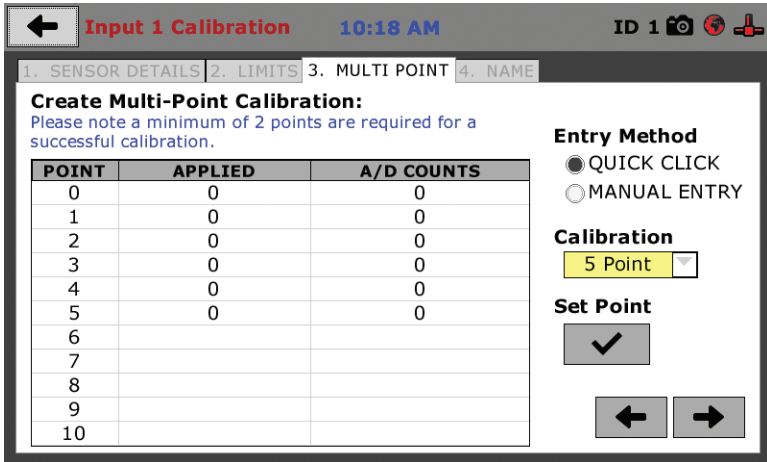 Input 1 Calibration 10:18 AM ID 1
1. SENSOR DETAILS 2. LIMITS 3. MULTI POINT 4. NAME
Create Multi-Point Calibration:
Please note a minimum of 2 points are required for a
successful calibration.
POINT APPLIED A/D COUNTS
0 0 0
1 0 0
2 0 0
3 0 0
4 0 0
5 0 0
6
7
8
9
10
Entry Method
QUICK CLICK
MANUAL ENTRY
Calibration
5 Point
Set Point